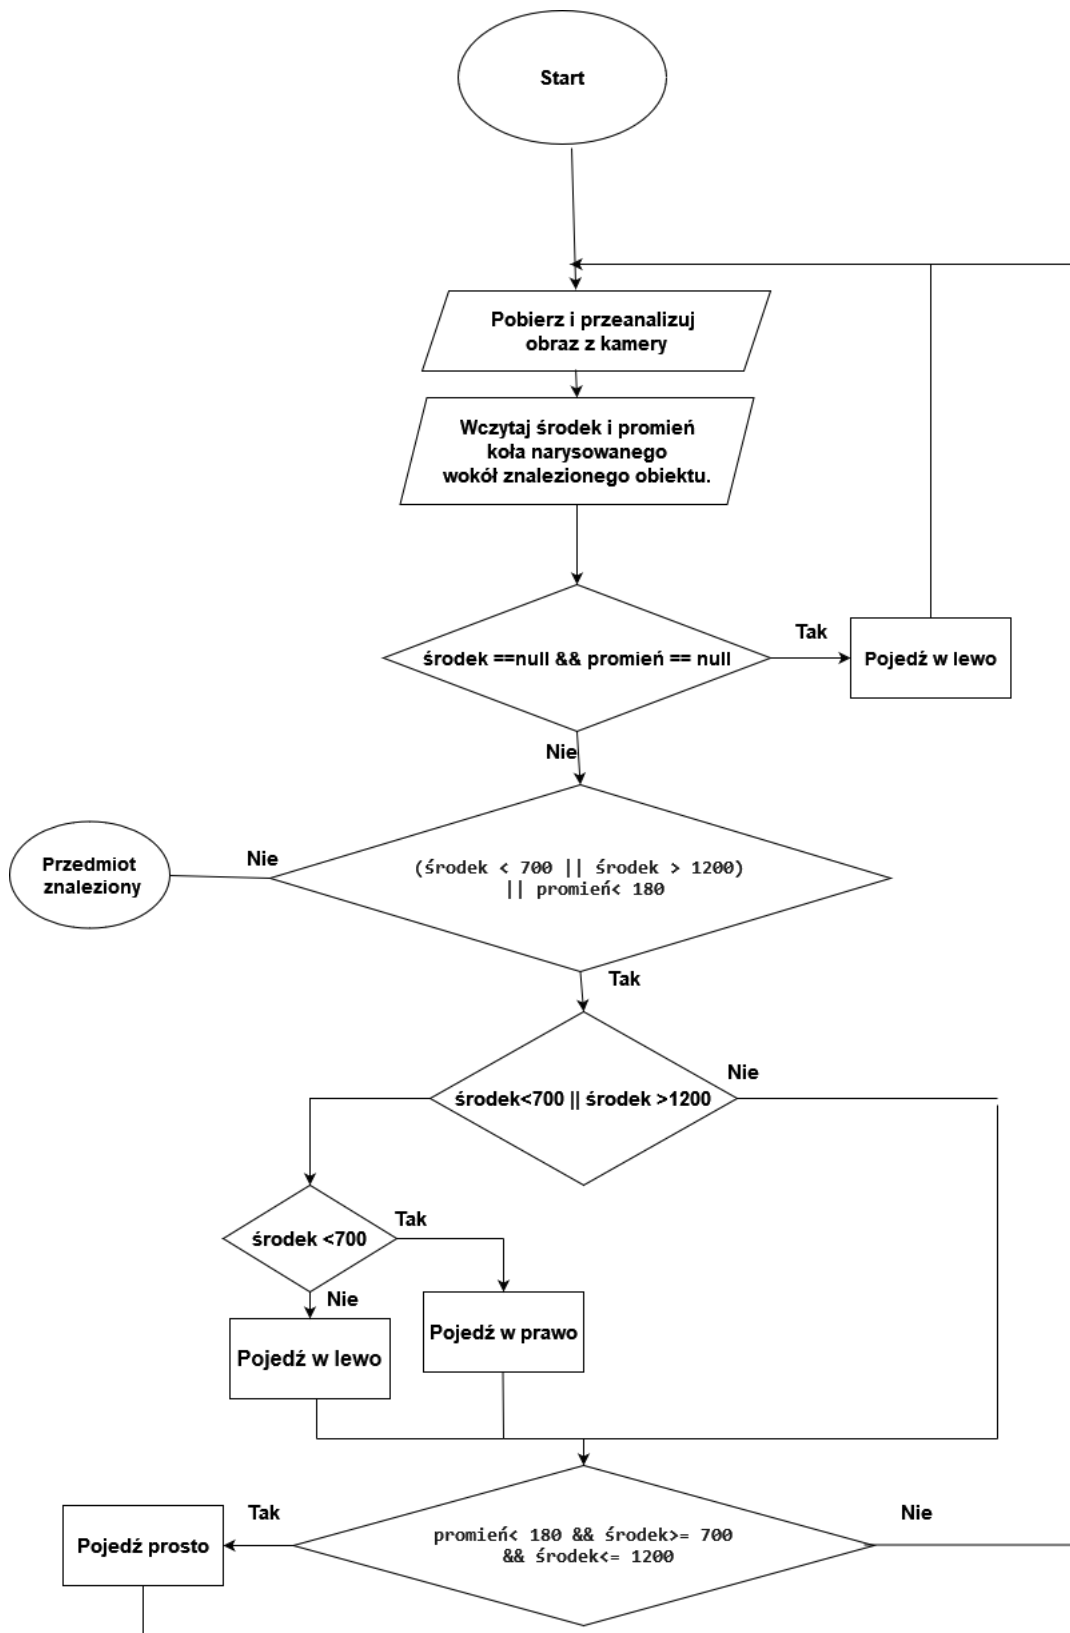 Start
Pobierz i przeanalizuj
obraz z kamery
Wczytaj środek i promień
koła narysowanego
wokół znalezionego obiektu.
środek ==null && promień == null
Tak
Pojedź w lewo
Nie
(środek < 700 || środek > 1200)
|| promień< 180
Nie
Przedmiot
znaleziony
Tak
środek<700 || środek >1200
Nie
środek <700
Tak
Nie
Pojedź w prawo
Pojedź w lewo
promień< 180 && środek>= 700
&& środek<= 1200
Tak
Nie
Pojedź prosto